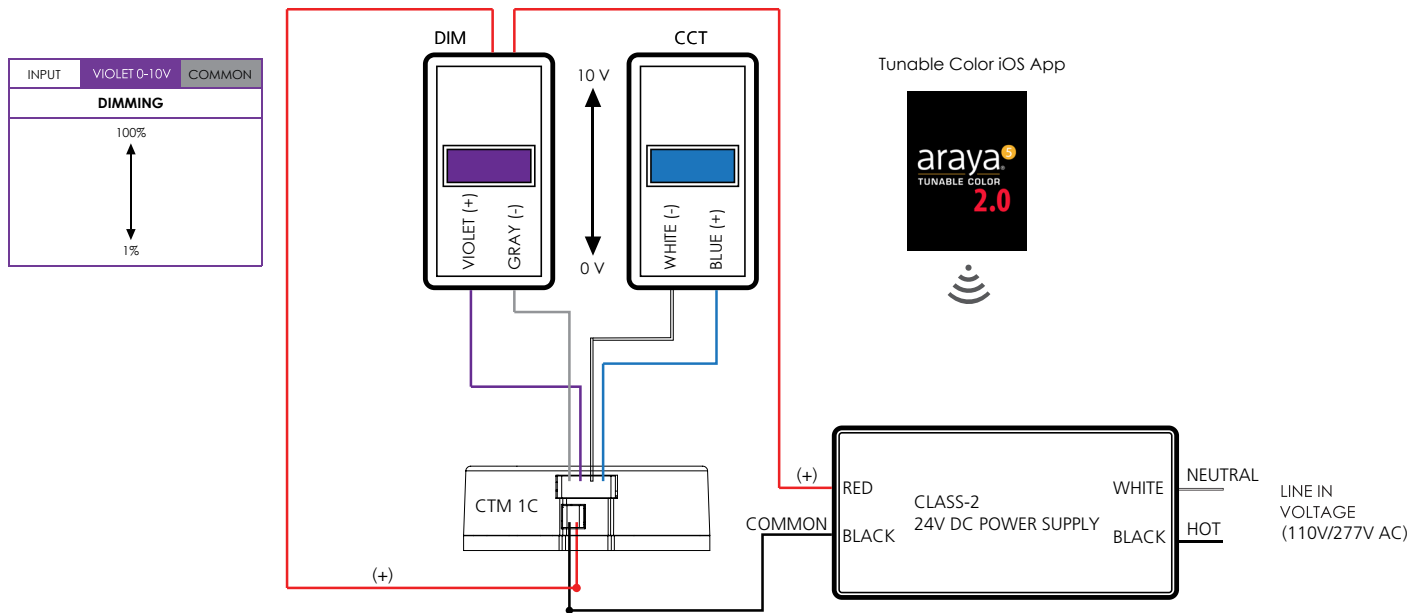 INPUT VIOLET 0-10V COMMON
DIMMING
100%
1%
DIM
CCT
10 V
0 V
VIOLET (+)
GRAY (-)
WHITE (-)
BLUE (+)
Tunable Color iOS App
araya 5
TUNABLE COLOR
2.0
CTM 1C
(+)
(+)
COMMON
RED
BLACK
CLASS-2
24V DC POWER SUPPLY
WHITE
BLACK
NEUTRAL
HOT
LINE IN
VOLTAGE
(110V/277V AC)